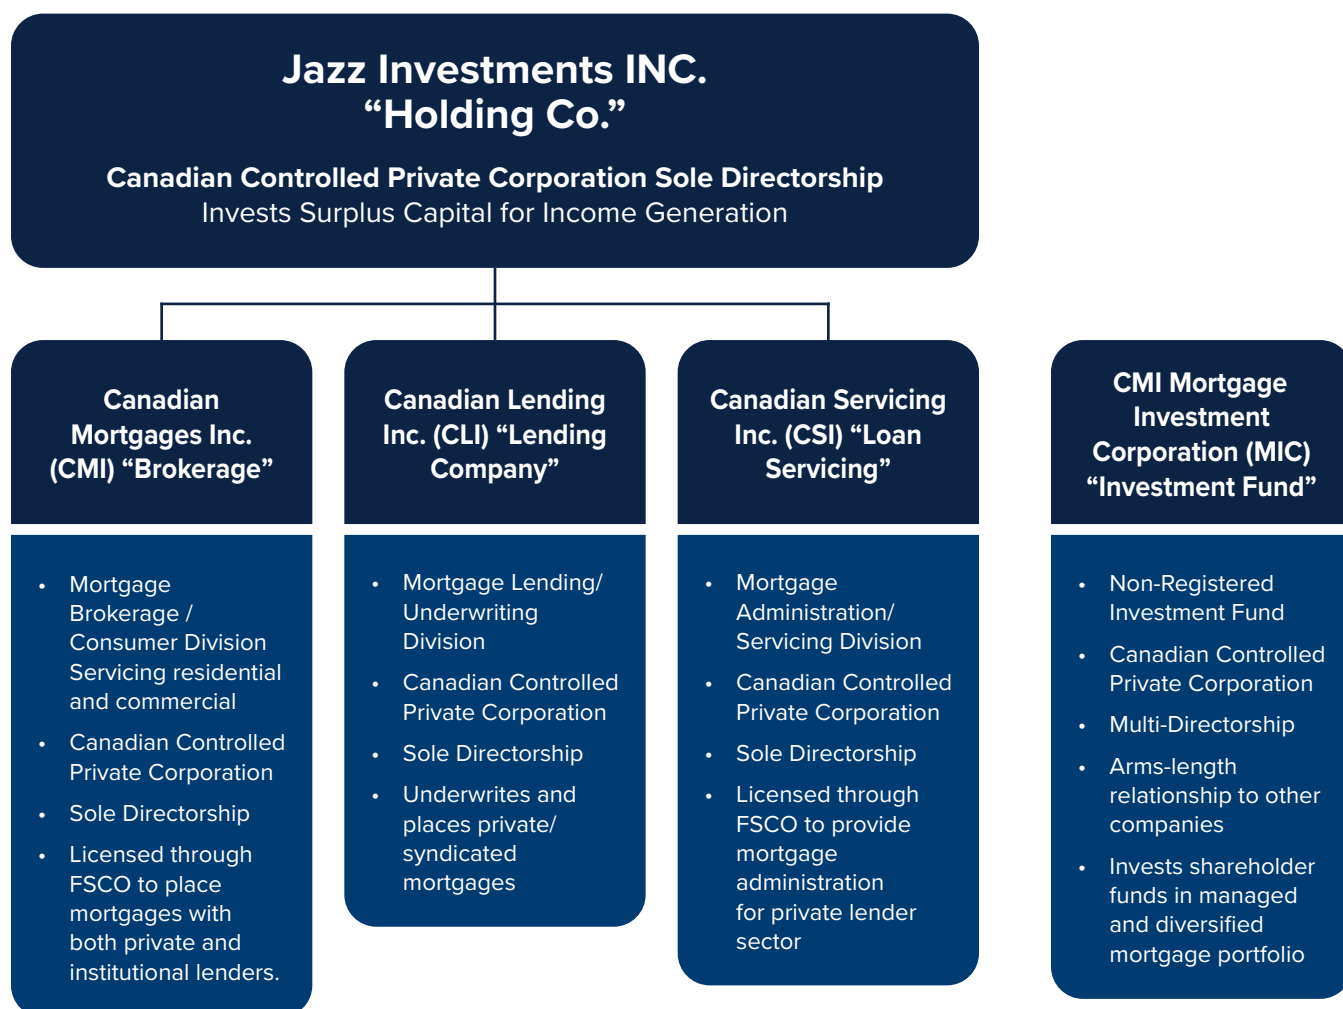 Jazz Investments INC.
“Holding Co.”
Canadian Controlled Private Corporation Sole Directorship
Invests Surplus Capital for Income Generation
Canadian
Mortgages Inc.
(CMI) “Brokerage”
• Mortgage
Brokerage /
Consumer Division
Servicing residential
and commercial
• Canadian Controlled
Private Corporation
• Sole Directorship
• Licensed through
FSCO to place
mortgages with
both private and
institutional lenders.
Canadian Lending
Inc. (CLI) “Lending
Company”
• Mortgage Lending/
Underwriting
Division
• Canadian Controlled
Private Corporation
• Sole Directorship
• Underwrites and
places private/
syndicated
mortgages
Canadian Servicing
Inc. (CSI) “Loan
Servicing”
• Mortgage
Administration/
Servicing Division
• Canadian Controlled
Private Corporation
• Sole Directorship
• Licensed through
FSCO to provide
mortgage
administration
for private lender
sector
CMI Mortgage
Investment
Corporation (MIC)
“Investment Fund”
• Non-Registered
Investment Fund
• Canadian Controlled
Private Corporation
• Multi-Directorship
• Arms-length
relationship to other
companies
• Invests shareholder
funds in managed
and diversified
mortgage portfolio